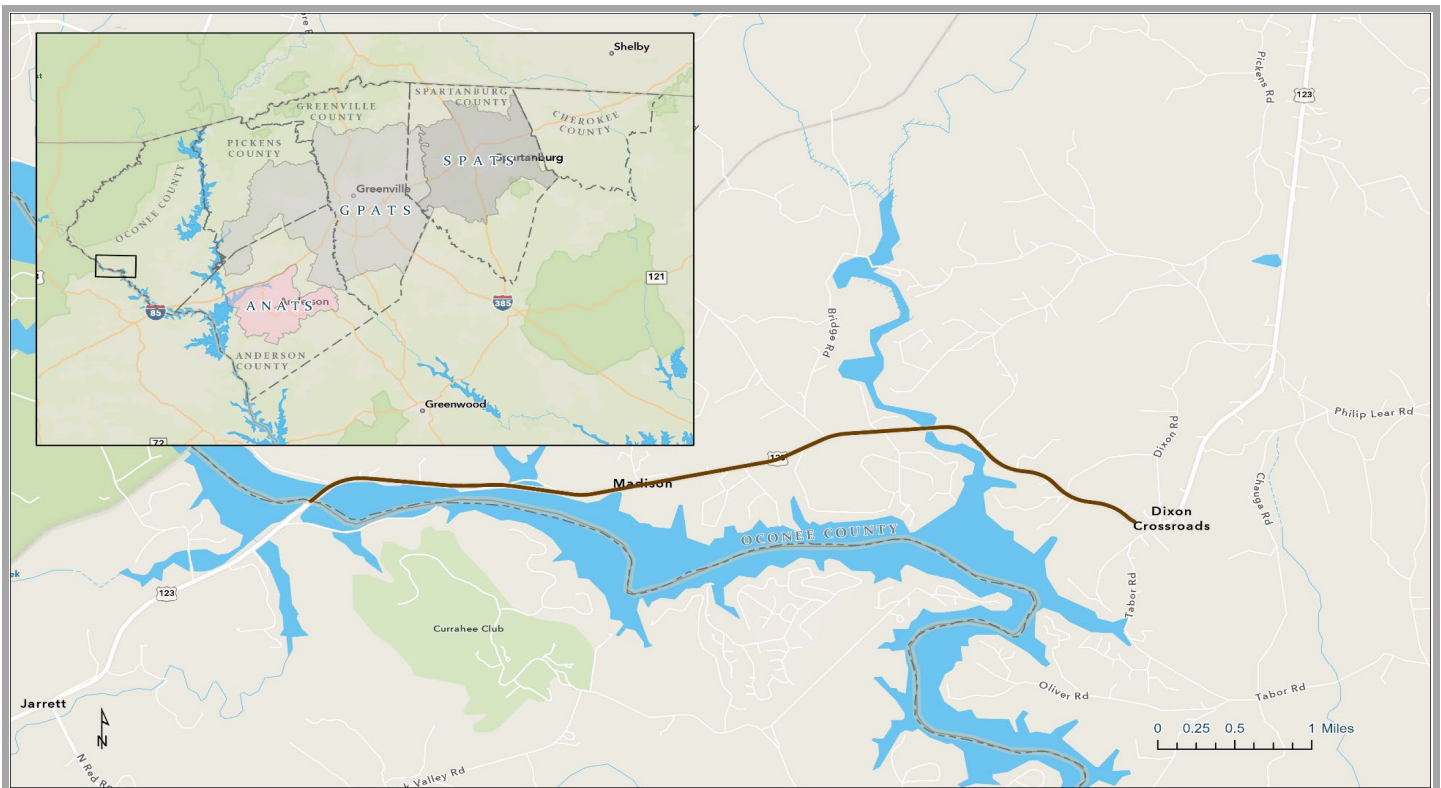 Shelby
SPARTANBURG
COUNTY
GREENVILLE
COUNTY
CHEROKEE
COUNTY
PICKENS
COUNTY
SPATS
Spartanburg
OCONEE COUNTY
Greenville
GPATS
121
ANATS
Anderson
85
385
ANDERSON
COUNTY
Greenwood
72
Pickens Rd
123
Bridge Rd
Philip Lear Rd
Dixon Rd
123
Madison
Chauga Rd
Dixon
Crossroads
OCONEE COUNTY
Tabor Rd
123
Currahee Club
Oliver Rd
Tabor Rd
Jarrett
N
0 0.25 0.5 1 Miles
N Red Ro
k Valley Rd